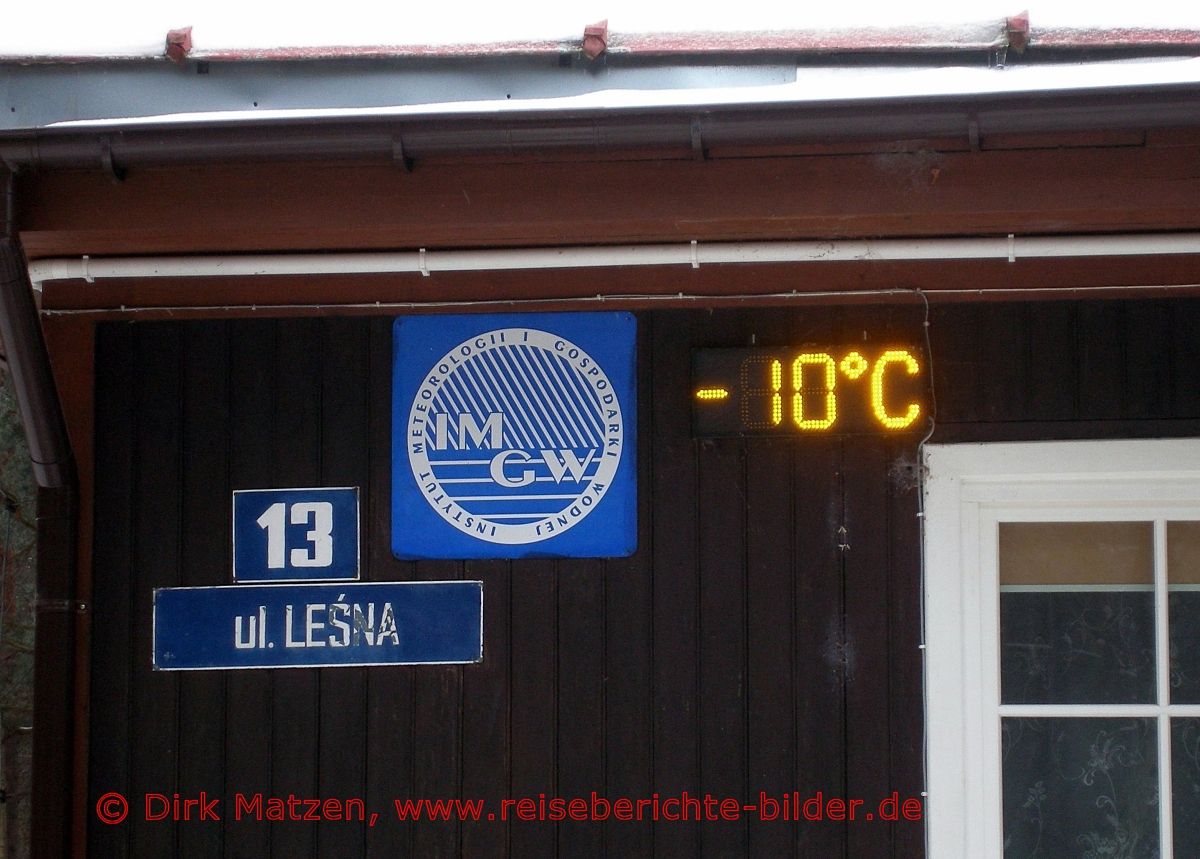 INSTYTUT METEOROLOGII I GOSPODARKI WODNEJ
IM
GW
-10°C
13
ul. LEŚNA
© Dirk Matzen, www.reiseberichte-bilder.de